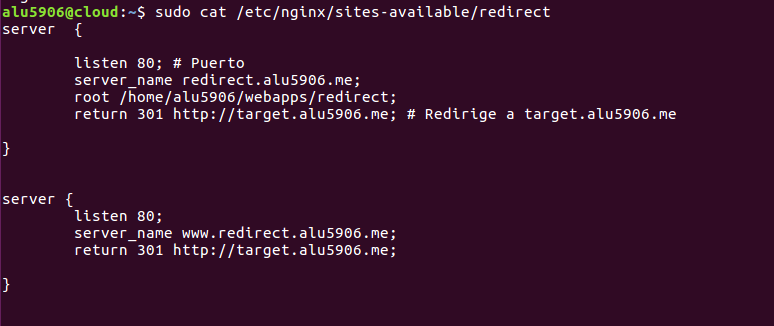 alu5906@cloud:~$ sudo cat /etc/nginx/sites-available/redirect
server  {
        listen 80; # Puerto
        server_name redirect.alu5906.me;
        root /home/alu5906/webapps/redirect;
        return 301 http://target.alu5906.me; # Redirige a target.alu5906.me
}
server {
        listen 80;
        server_name www.redirect.alu5906.me;
        return 301 http://target.alu5906.me;
}